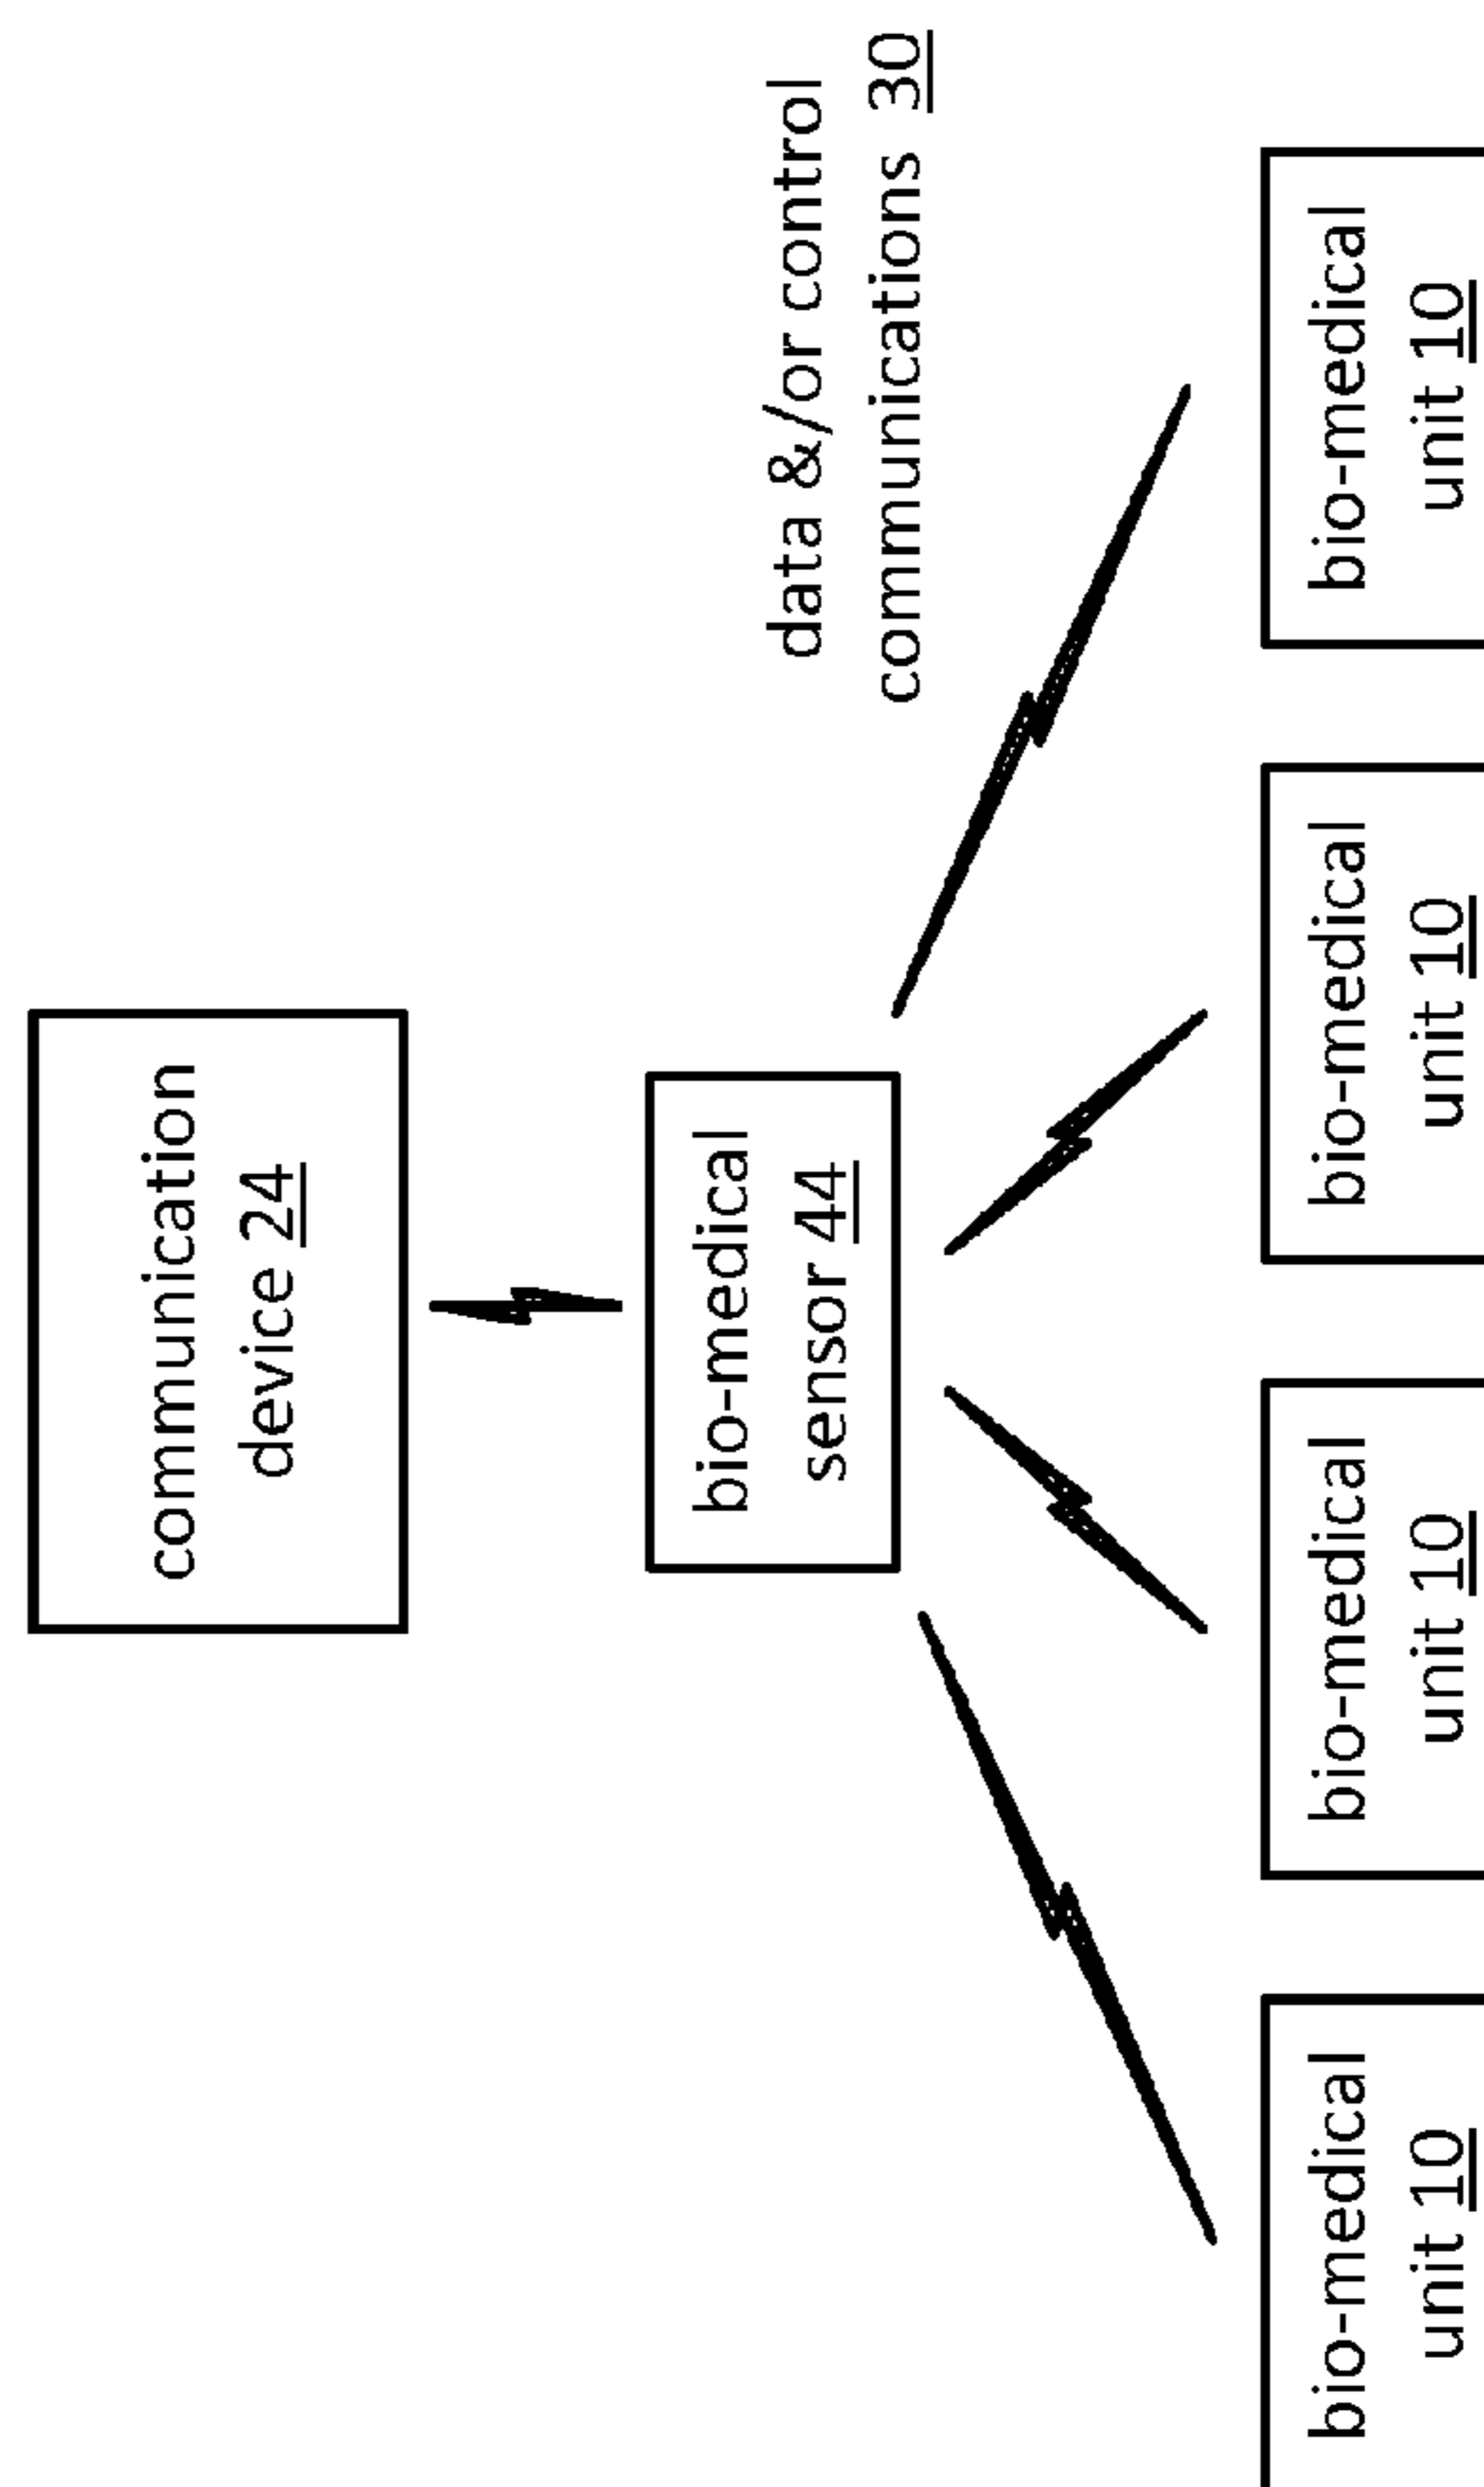 communication
device 24
data &/or control
communications 30
bio-medical
sensor 44
bio-medical
unit 10
bio-medical
unit 10
bio-medical
unit 10
bio-medical
unit 10